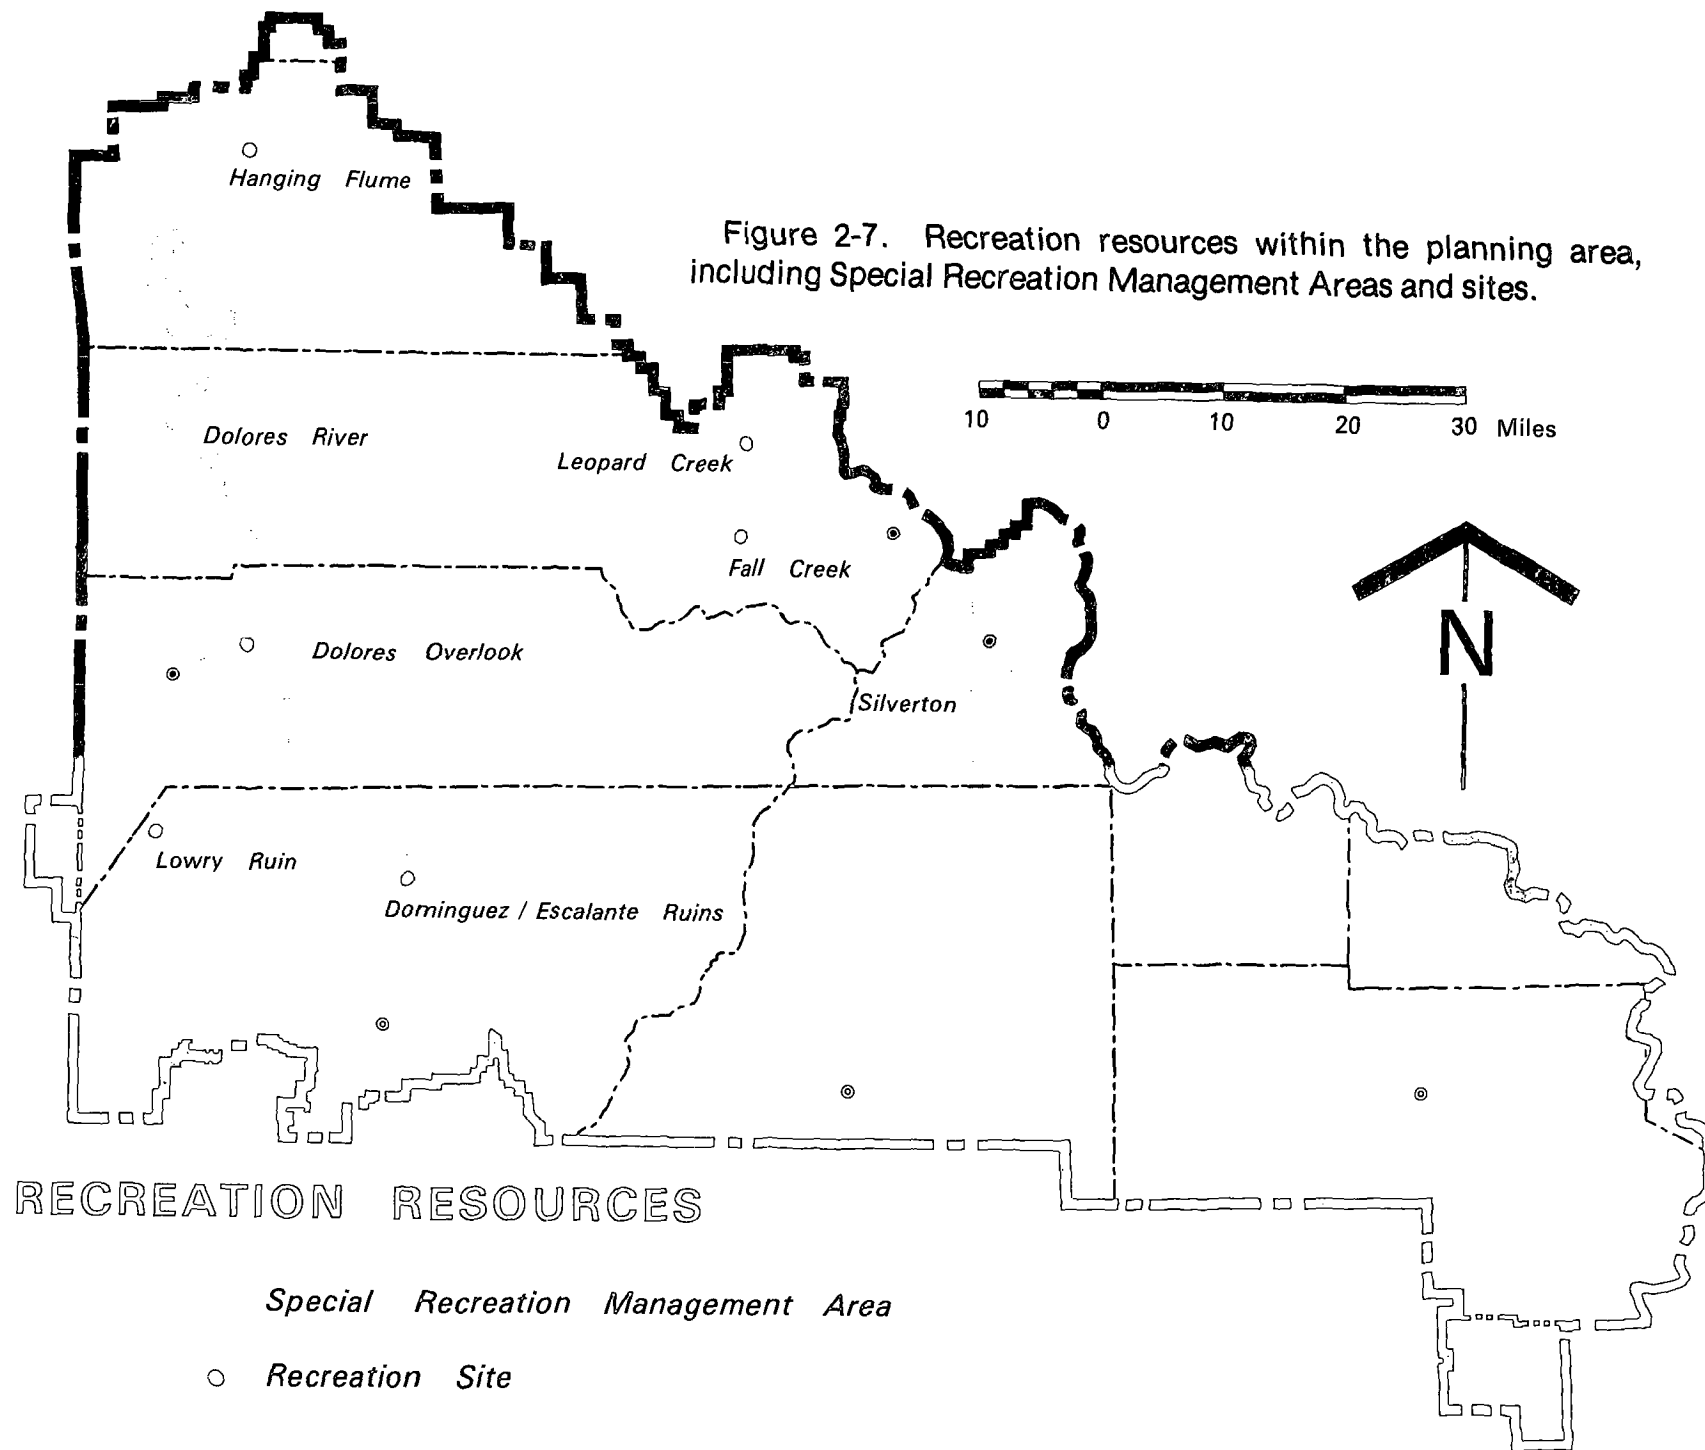 Hanging Flume
Figure 2-7. Recreation resources within the planning area,
including Special Recreation Management Areas and sites.
10 0 10 20 30 Miles
Dolores River
Leopard Creek
Fall Creek
N
Dolores Overlook
Silverton
Lowry Ruin
Dominguez / Escalante Ruins
RECREATION RESOURCES
Special Recreation Management Area
Recreation Site